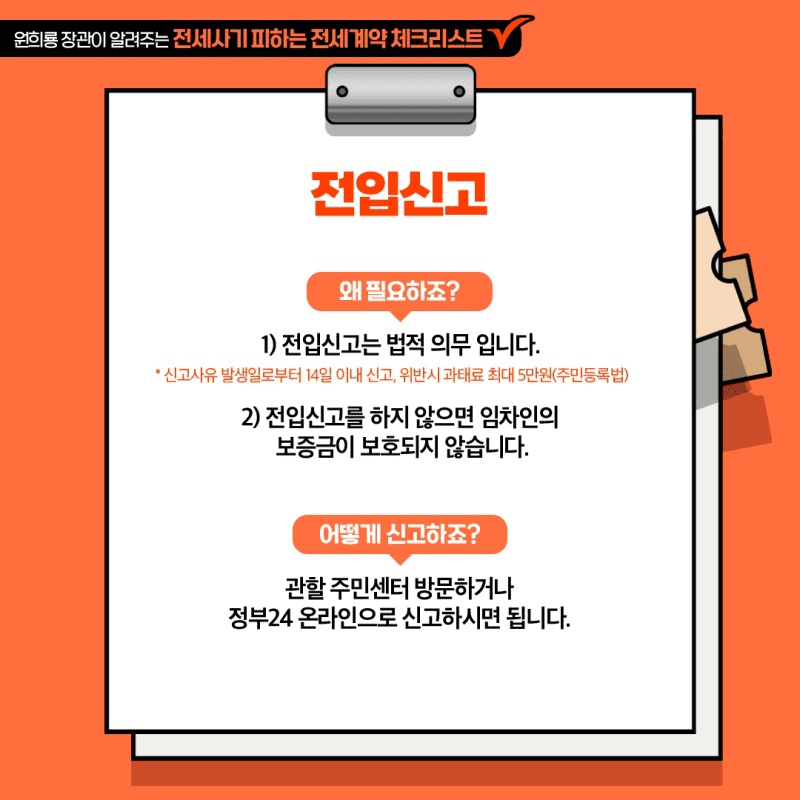 원희룡 장관이 알려주는 전세사기 피하는 전세계약 체크리스트
전입신고
왜 필요하죠?
1) 전입신고는 법적 의무 입니다.
* 신고사유 발생일로부터 14일 이내 신고, 위반시 과태료 최대 5만원(주민등록법)
2) 전입신고를 하지 않으면 임차인의
보증금이 보호되지 않습니다.
어떻게 신고하죠?
관할 주민센터 방문하거나
정부24 온라인으로 신고하시면 됩니다.